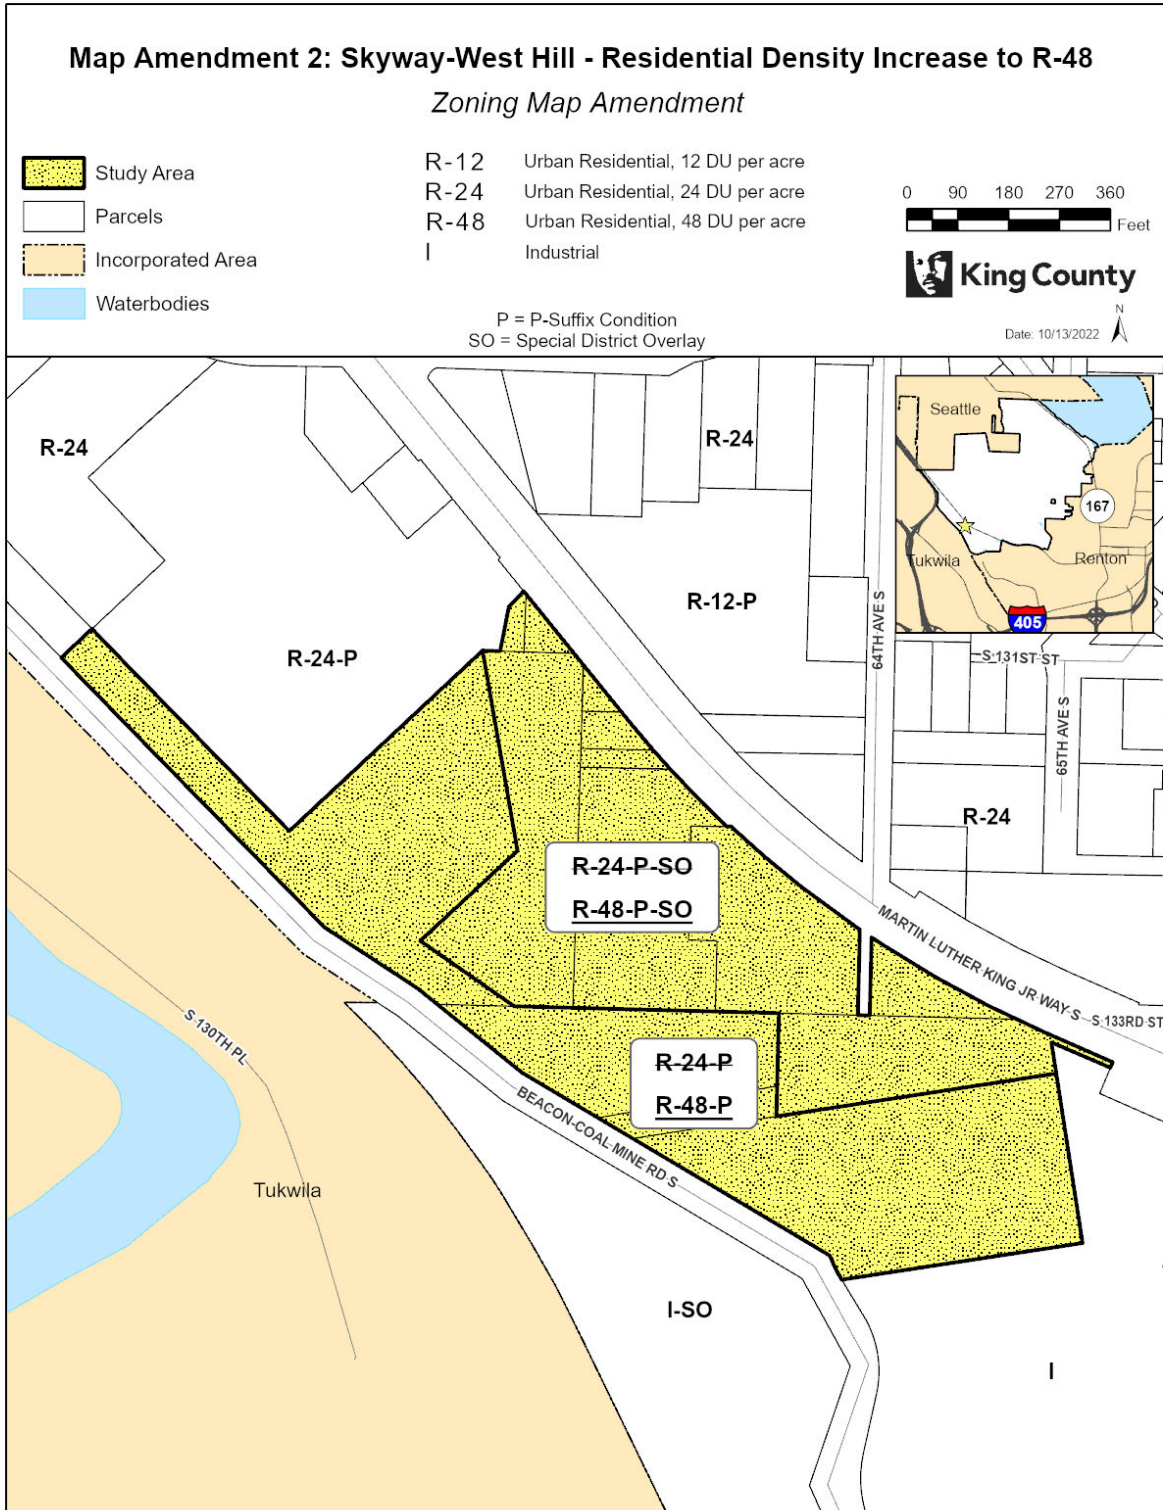 Map Amendment 2: Skyway-West Hill - Residential Density Increase to R-48
Zoning Map Amendment
Study Area
Parcels
Incorporated Area
Waterbodies
R-12 Urban Residential, 12 DU per acre
R-24 Urban Residential, 24 DU per acre
R-48 Urban Residential, 48 DU per acre
I Industrial
P = P-Suffix Condition
SO = Special District Overlay
0 90 180 270 360
Feet
King County
N
Date: 10/13/2022
R-24
R-24
Seattle
167
Tukwila
Renton
405
R-12-P
R-24-P
64TH AVE S
S 131ST ST
65TH AVE S
R-24
R-24-P-SO
R-48-P-SO
MARTIN LUTHER KING JR WAY S
S 133RD ST
S 130TH PL
R-24-P
R-48-P
BEACON-COAL-MINE RD S
Tukwila
I-SO
I